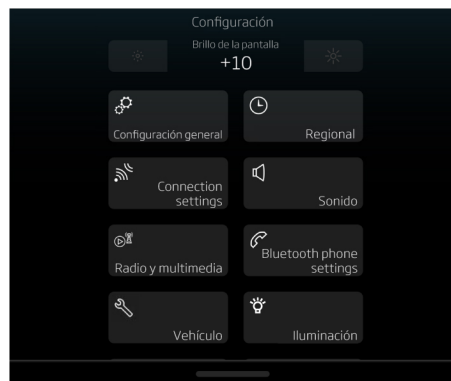 Configuración
Brillo de la pantalla
+10
Configuración general
Regional
Connection
settings
Sonido
Radio y multimedia
Bluetooth phone
settings
Vehículo
Iluminación